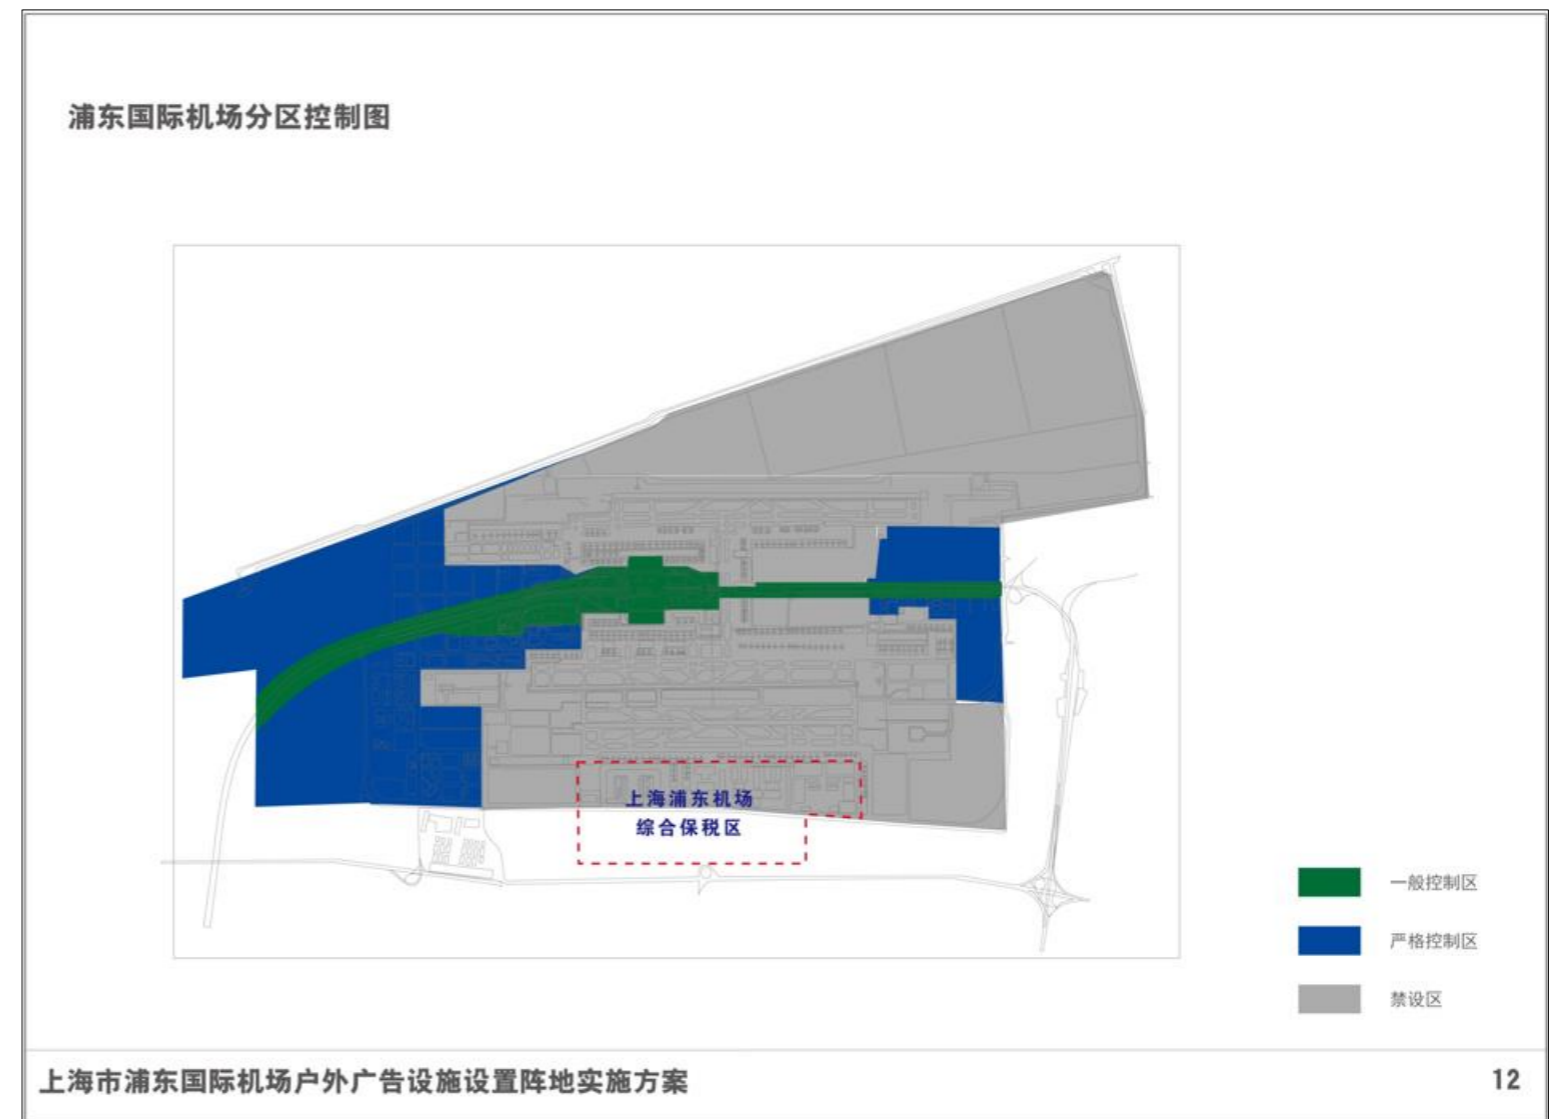 浦东国际机场分区控制图
上海浦东机场
综合保税区
一般控制区
严格控制区
禁设区
上海市浦东国际机场户外广告设施设置阵地实施方案
12